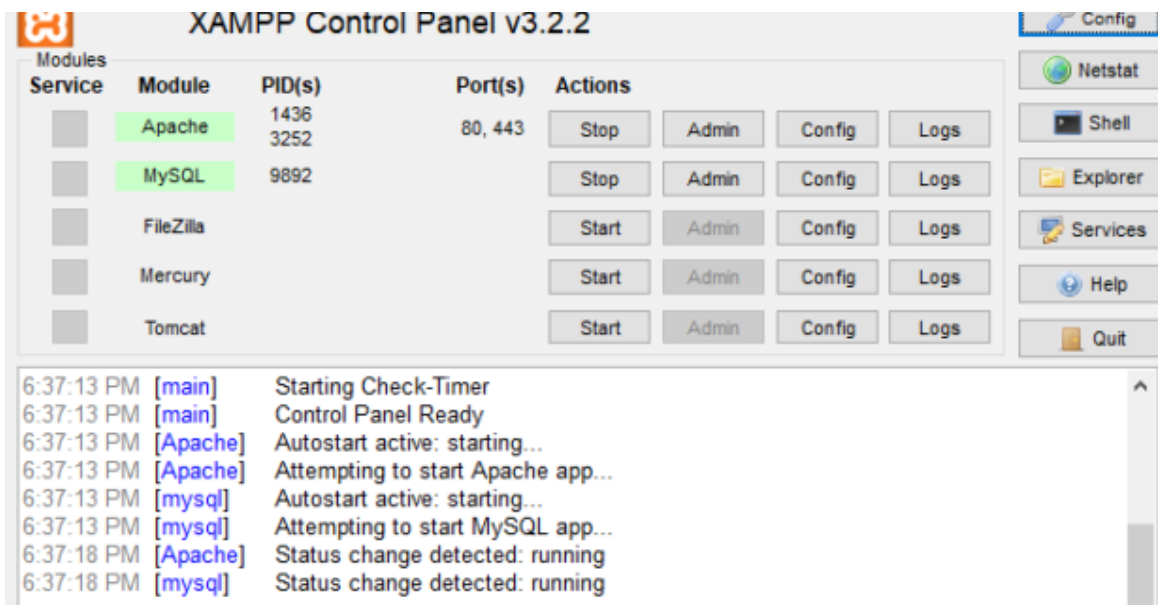 XAMPP Control Panel v3.2.2
Config
Modules
Netstat
Service Module PID(s) Port(s) Actions
Apache 1436 3252 80, 443 Stop Admin Config Logs
Shell
MySQL 9892 Stop Admin Config Logs
Explorer
FileZilla Start Admin Config Logs
Services
Mercury Start Admin Config Logs
Help
Tomcat Start Admin Config Logs
Quit
6:37:13 PM [main] Starting Check-Timer
6:37:13 PM [main] Control Panel Ready
6:37:13 PM [Apache] Autostart active: starting...
6:37:13 PM [Apache] Attempting to start Apache app...
6:37:13 PM [mysql] Autostart active: starting...
6:37:13 PM [mysql] Attempting to start MySQL app...
6:37:18 PM [Apache] Status change detected: running
6:37:18 PM [mysql] Status change detected: running